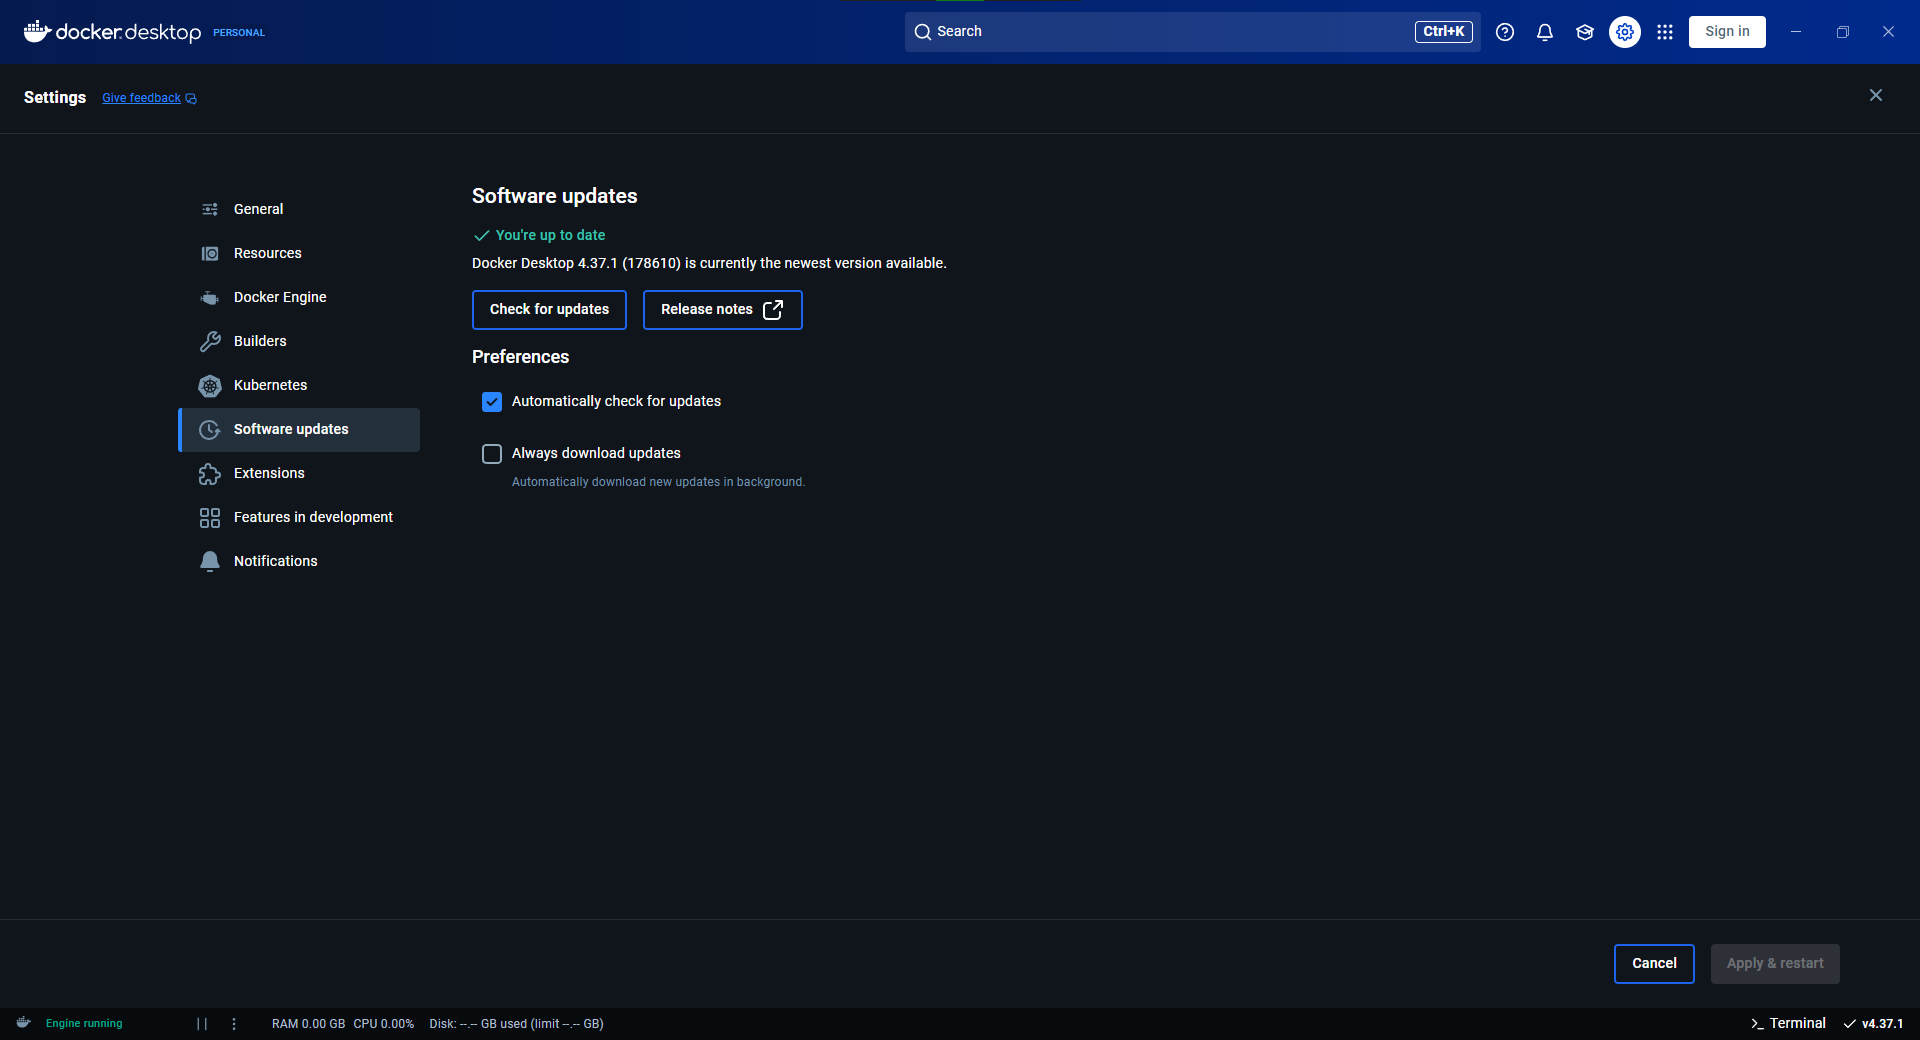 docker desktop PERSONAL
Search
Ctrl+K
Sign in
Settings
Give feedback
General
Resources
Docker Engine
Builders
Kubernetes
Software updates
Extensions
Features in development
Notifications
Software updates
You're up to date
Docker Desktop 4.37.1 (178610) is currently the newest version available.
Check for updates
Release notes
Preferences
Automatically check for updates
Always download updates
Automatically download new updates in background.
Cancel
Apply & restart
Engine running
RAM 0.00 GB CPU 0.00% Disk: --.-- GB used (limit --.-- GB)
Terminal
v4.37.1